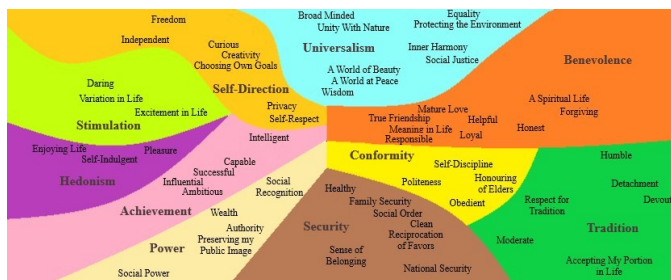 Freedom
Independent
Curious
Creativity
Choosing Own Goals
Self-Direction
Privacy
Self-Respect
Daring
Variation in Life
Excitement in Life
Stimulation
Enjoying Life
Pleasure
Self-Indulgent
Hedonism
Intelligent
Capable
Successful
Influential
Ambitious
Achievement
Social
Recognition
Wealth
Authority
Preserving my
Public Image
Power
Social Power
Broad Minded
Unity With Nature
Universalism
Equality
Protecting the Environment
Inner Harmony
Social Justice
A World of Beauty
A World at Peace
Wisdom
Benevolence
Mature Love
True Friendship
Helpful
Meaning in Life
Loyal
Responsible
A Spiritual Life
Forgiving
Honest
Conformity
Self-Discipline
Politeness
Honouring
of Elders
Obedient
Healthy
Family Security
Social Order
Clean
Security
Reciprocation
of Favors
Sense of
Belonging
National Security
Humble
Detachment
Devout
Respect for
Tradition
Tradition
Moderate
Accepting My Portion
in Life